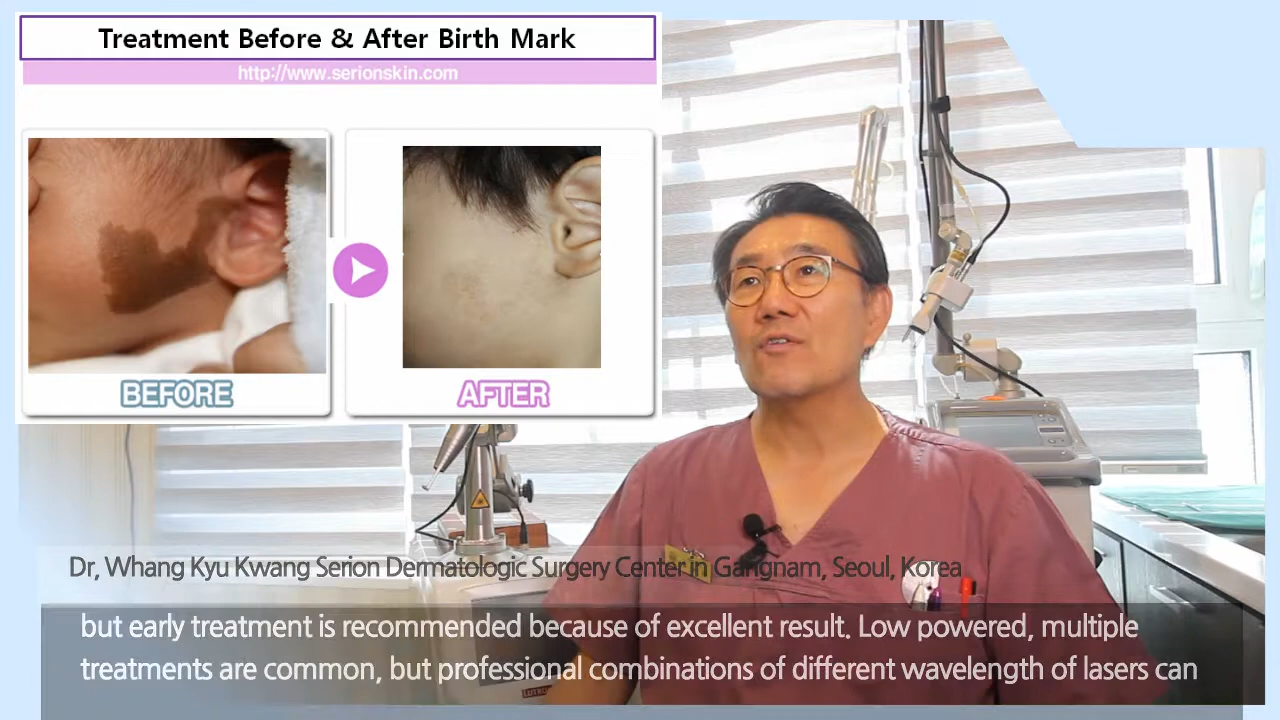 Treatment Before & After Birth Mark
http://www.serionskin.com
BEFORE
AFTER
Dr, Whang Kyu Kwang Serion Dermatologic Surgery Center in Gangnam, Seoul, Korea
but early treatment is recommended because of excellent result. Low powered, multiple
treatments are common, but professional combinations of different wavelength of lasers can